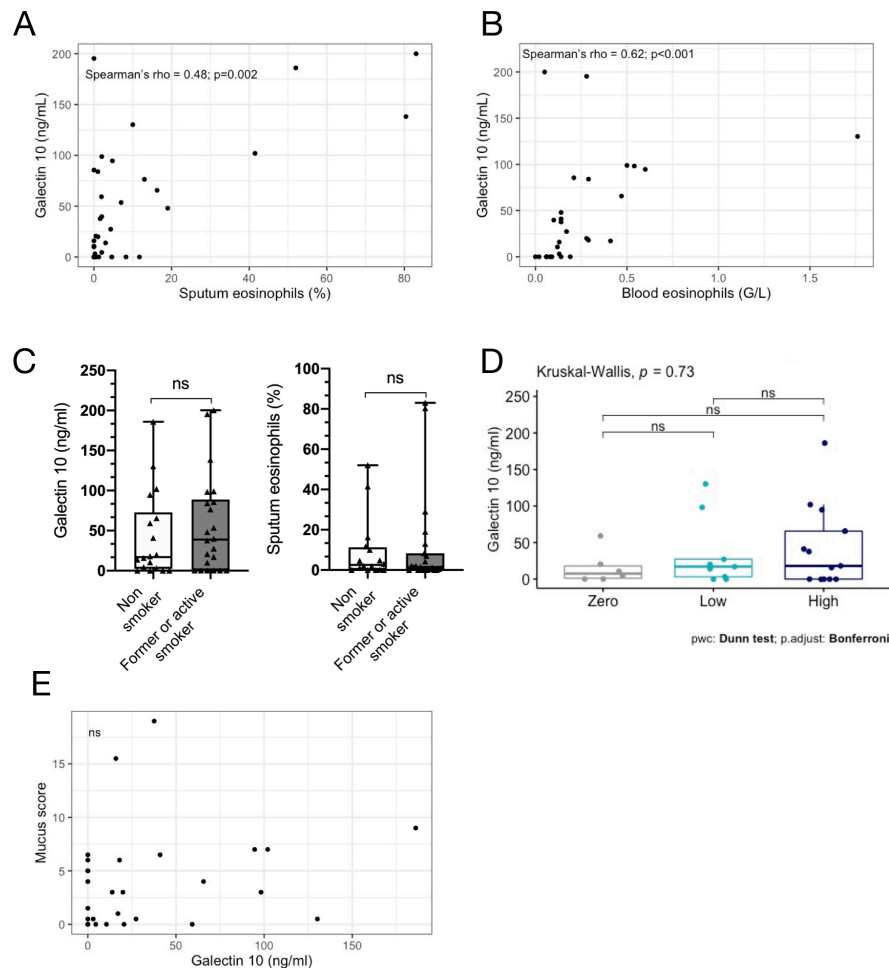 A
Spearman's rho = 0.48; p=0.002
Galectin 10 (ng/mL)
200
150
100
50
0
0 20 40 60 80
Sputum eosinophils (%)
B
Spearman's rho = 0.62; p<0.001
Galectin 10 (ng/mL)
200
150
100
50
0
0.0 0.5 1.0 1.5
Blood eosinophils (G/L)
C
Galectin 10 (ng/ml)
250
200
150
100
50
0
ns
Non
smoker
Former or active
smoker
Sputum eosinophils (%)
100
80
60
40
20
0
ns
Non
smoker
Former or active
smoker
D
Kruskal-Wallis, p = 0.73
Galectin 10 (ng/ml)
250
200
150
100
50
0
ns
ns
ns
Zero Low High
pwc: Dunn test; p.adjust: Bonferroni
E
ns
Mucus score
15
10
5
0
0 50 100 150
Galectin 10 (ng/ml)